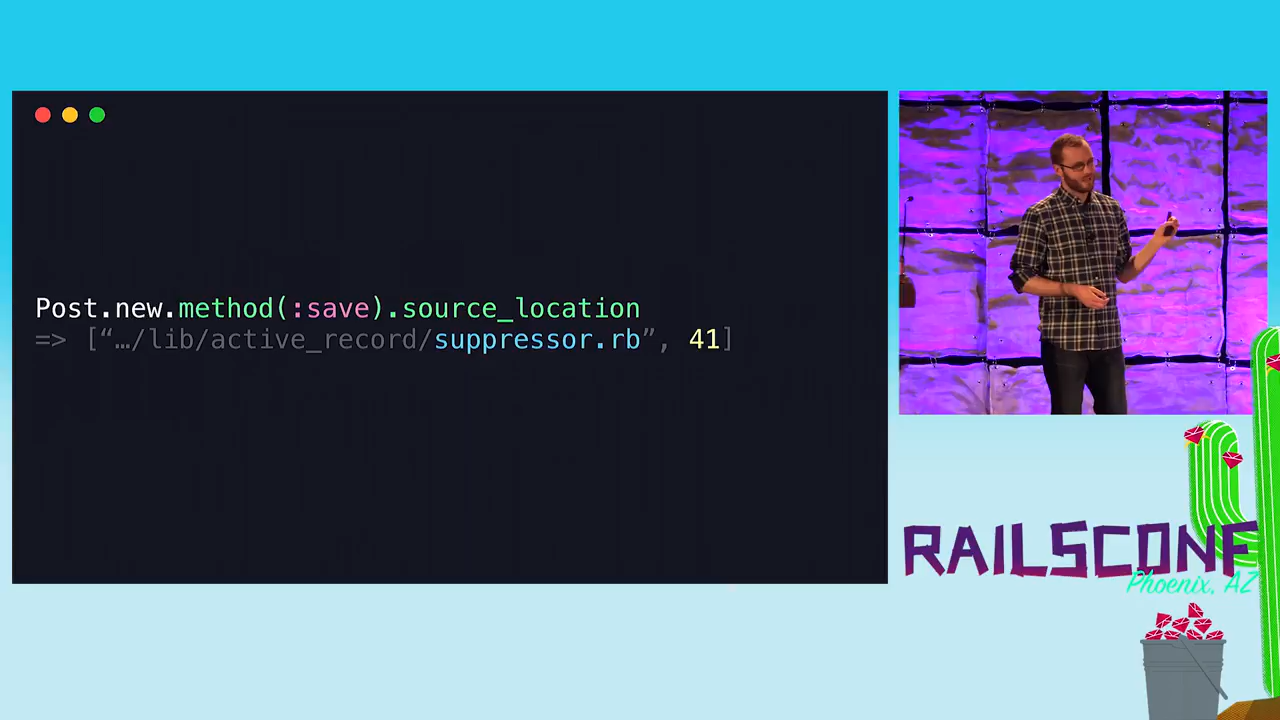 Post.new.method(:save).source_location
=> [“…/lib/active_record/suppressor.rb”, 41]
RAILSCONF
Phoenix, AZ